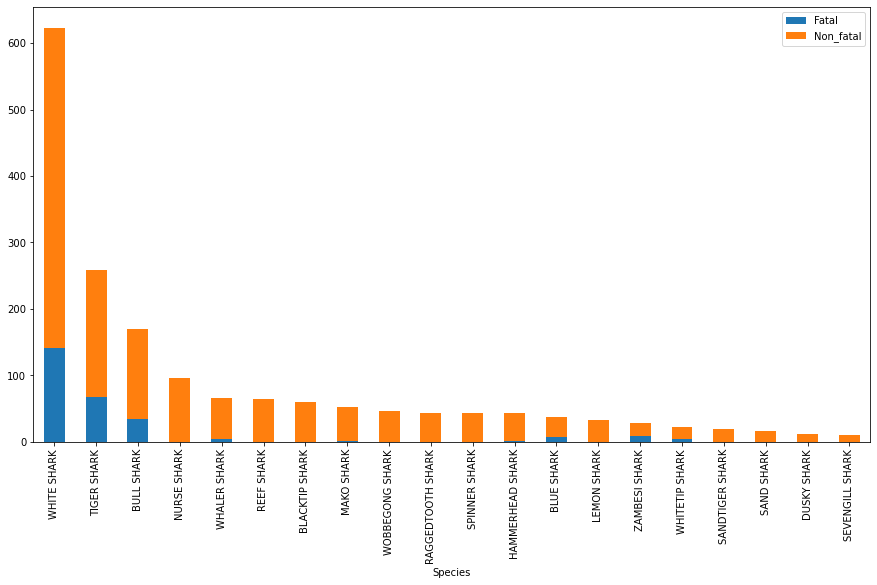 Fatal
Non_fatal
600
500
400
300
200
100
0
WHITE SHARK
TIGER SHARK
BULL SHARK
NURSE SHARK
WHALER SHARK
REEF SHARK
BLACKTIP SHARK
MAKO SHARK
WOBBEGONG SHARK
RAGGEDTOOTH SHARK
SPINNER SHARK
HAMMERHEAD SHARK
BLUE SHARK
LEMON SHARK
ZAMBESI SHARK
WHITETIP SHARK
SANDTIGER SHARK
SAND SHARK
DUSKY SHARK
SEVENGILL SHARK
Species